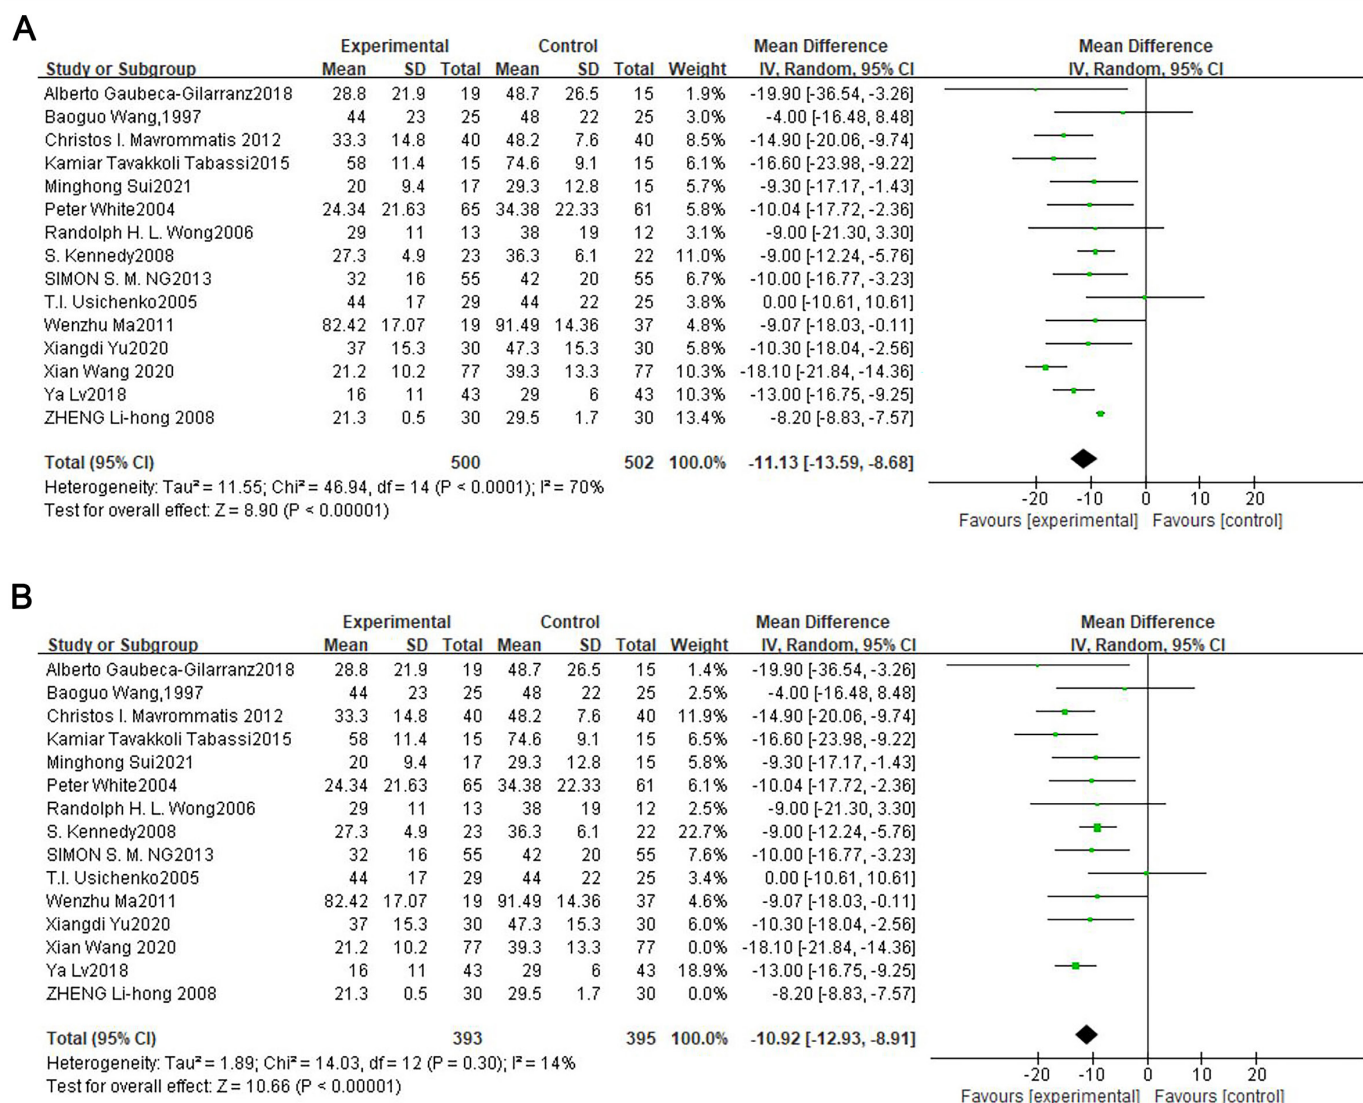 A
Experimental Control Mean Difference Mean Difference
Study or Subgroup Mean SD Total Mean SD Total Weight IV, Random, 95% CI IV, Random, 95% CI
Alberto Gaubeca-Gilarranz2018 28.8 21.9 19 48.7 26.5 15 1.9% -19.90 [-36.54, -3.26]
Baoguo Wang,1997 44 23 25 48 22 25 3.0% -4.00 [-16.48, 8.48]
Christos I. Mavrommatis 2012 33.3 14.8 40 48.2 7.6 40 8.5% -14.90 [-20.06, -9.74]
Kamiar Tavakkoli Tabassi2015 58 11.4 15 74.6 9.1 15 6.1% -16.60 [-23.98, -9.22]
Minghong Sui2021 20 9.4 17 29.3 12.8 15 5.7% -9.30 [-17.17, -1.43]
Peter White2004 24.34 21.63 65 34.38 22.33 61 5.8% -10.04 [-17.72, -2.36]
Randolph H. L. Wong2006 29 11 13 38 19 12 3.1% -9.00 [-21.30, 3.30]
S. Kennedy2008 27.3 4.9 23 36.3 6.1 22 11.0% -9.00 [-12.24, -5.76]
SIMON S. M. NG2013 32 16 55 42 20 55 6.7% -10.00 [-16.77, -3.23]
T.I. Usichenko2005 44 17 29 44 22 25 3.8% 0.00 [-10.61, 10.61]
Wenzhu Ma2011 82.42 17.07 19 91.49 14.36 37 4.8% -9.07 [-18.03, -0.11]
Xiangdi Yu2020 37 15.3 30 47.3 15.3 30 5.8% -10.30 [-18.04, -2.56]
Xian Wang 2020 21.2 10.2 77 39.3 13.3 77 10.3% -18.10 [-21.84, -14.36]
Ya Lv2018 16 11 43 29 6 43 10.3% -13.00 [-16.75, -9.25]
ZHENG Li-hong 2008 21.3 0.5 30 29.5 1.7 30 13.4% -8.20 [-8.83, -7.57]
Total (95% CI) 500 502 100.0% -11.13 [-13.59, -8.68]
Heterogeneity: Tau² = 11.55; Chi² = 46.94, df = 14 (P < 0.0001); I² = 70%
Test for overall effect: Z = 8.90 (P < 0.00001)
-20 -10 0 10 20
Favours [experimental] Favours [control]
B
Experimental Control Mean Difference Mean Difference
Study or Subgroup Mean SD Total Mean SD Total Weight IV, Random, 95% CI IV, Random, 95% CI
Alberto Gaubeca-Gilarranz2018 28.8 21.9 19 48.7 26.5 15 1.4% -19.90 [-36.54, -3.26]
Baoguo Wang,1997 44 23 25 48 22 25 2.5% -4.00 [-16.48, 8.48]
Christos I. Mavrommatis 2012 33.3 14.8 40 48.2 7.6 40 11.9% -14.90 [-20.06, -9.74]
Kamiar Tavakkoli Tabassi2015 58 11.4 15 74.6 9.1 15 6.5% -16.60 [-23.98, -9.22]
Minghong Sui2021 20 9.4 17 29.3 12.8 15 5.8% -9.30 [-17.17, -1.43]
Peter White2004 24.34 21.63 65 34.38 22.33 61 6.1% -10.04 [-17.72, -2.36]
Randolph H. L. Wong2006 29 11 13 38 19 12 2.5% -9.00 [-21.30, 3.30]
S. Kennedy2008 27.3 4.9 23 36.3 6.1 22 22.7% -9.00 [-12.24, -5.76]
SIMON S. M. NG2013 32 16 55 42 20 55 7.6% -10.00 [-16.77, -3.23]
T.I. Usichenko2005 44 17 29 44 22 25 3.4% 0.00 [-10.61, 10.61]
Wenzhu Ma2011 82.42 17.07 19 91.49 14.36 37 4.6% -9.07 [-18.03, -0.11]
Xiangdi Yu2020 37 15.3 30 47.3 15.3 30 6.0% -10.30 [-18.04, -2.56]
Xian Wang 2020 21.2 10.2 77 39.3 13.3 77 0.0% -18.10 [-21.84, -14.36]
Ya Lv2018 16 11 43 29 6 43 18.9% -13.00 [-16.75, -9.25]
ZHENG Li-hong 2008 21.3 0.5 30 29.5 1.7 30 0.0% -8.20 [-8.83, -7.57]
Total (95% CI) 393 395 100.0% -10.92 [-12.93, -8.91]
Heterogeneity: Tau² = 1.89; Chi² = 14.03, df = 12 (P = 0.30); I² = 14%
Test for overall effect: Z = 10.66 (P < 0.00001)
-20 -10 0 10 20
Favours [experimental] Favours [control]